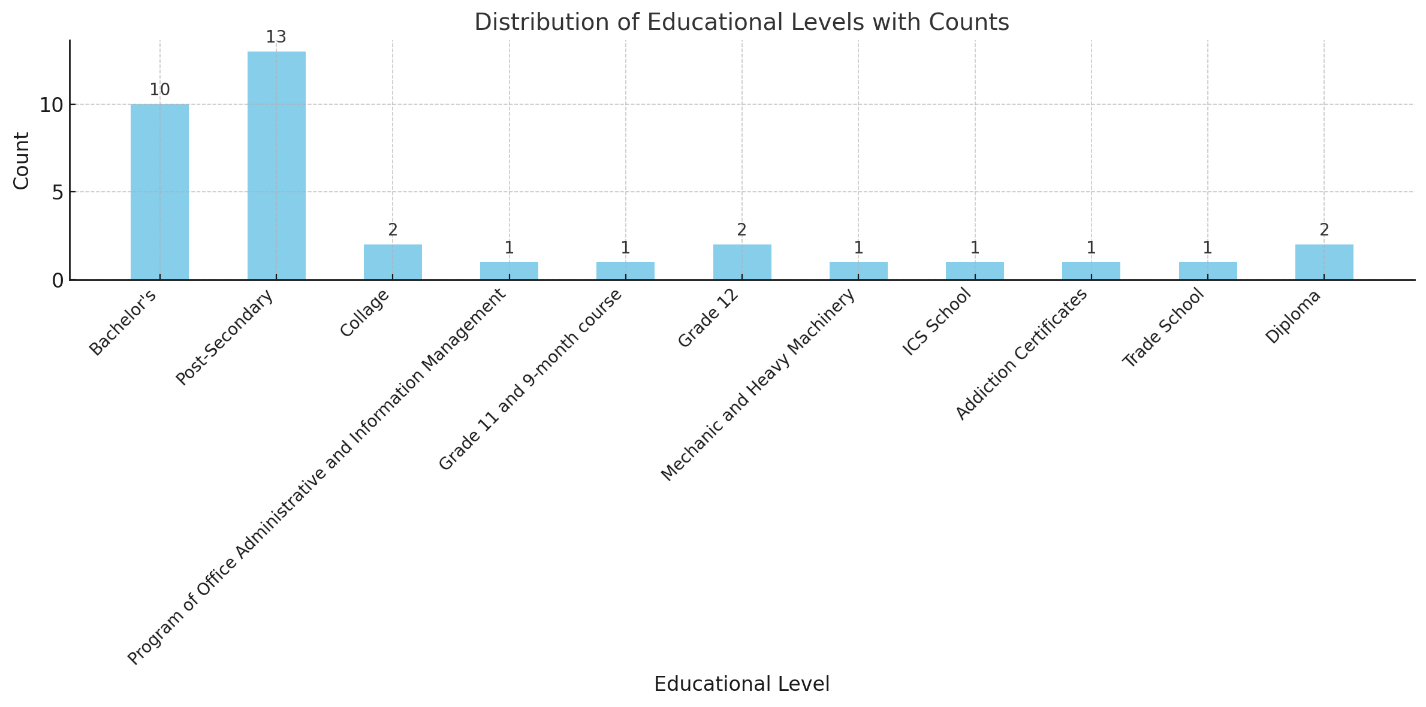 Distribution of Educational Levels with Counts
Count
10
5
0
10
13
2
1
1
2
1
1
1
1
2
Bachelor's
Post-Secondary
Collage
Program of Office Administrative and Information Management
Grade 11 and 9-month course
Grade 12
Mechanic and Heavy Machinery
ICS School
Addiction Certificates
Trade School
Diploma
Educational Level